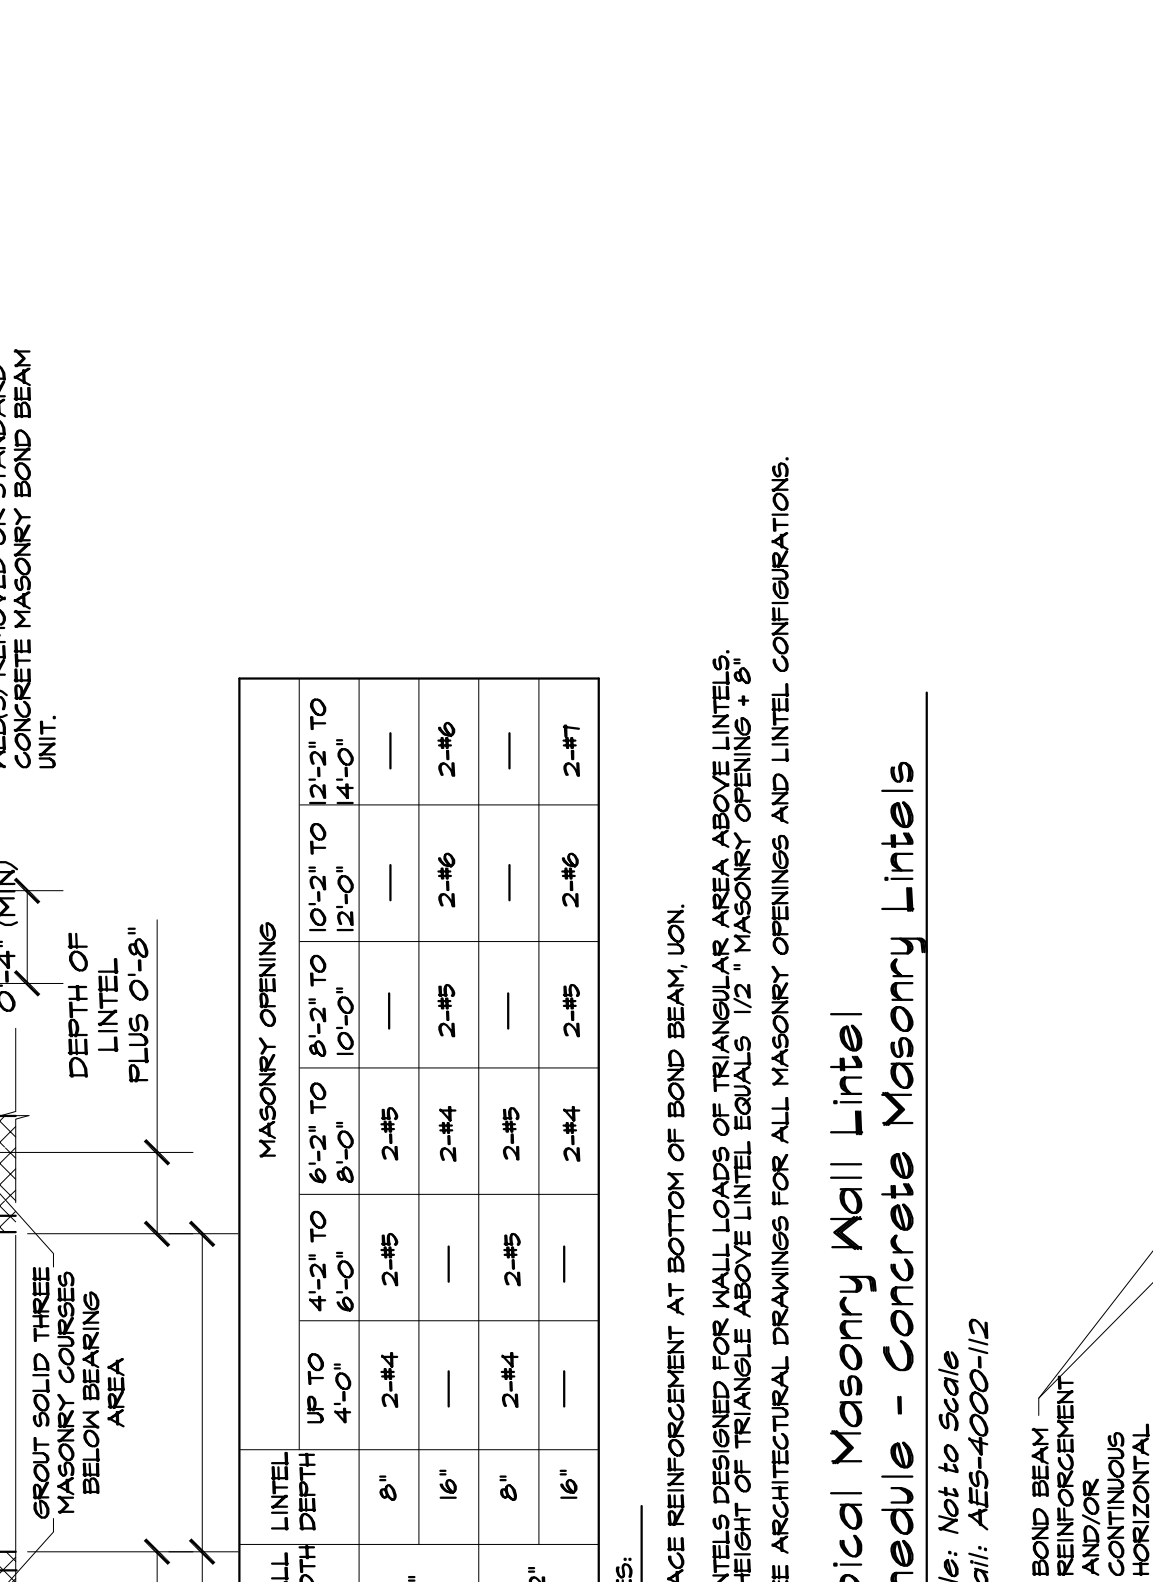 CONCRETE MASONRY BOND BEAM
UNIT.
0'-4" (MIN)
DEPTH OF
LINTEL
PLUS 0'-8"
GROUT SOLID THREE
MASONRY COURSES
BELOW BEARING
AREA
MASONRY OPENING
LINTEL
DEPTH
UP TO
4'-0"
4'-2" TO
6'-0"
6'-2" TO
8'-0"
8'-2" TO
10'-0"
10'-2" TO
12'-0"
12'-2" TO
14'-0"
8" 2-#4 2-#5 2-#5 — — —
16" — — 2-#4 2-#5 2-#6 2-#6
8" 2-#4 2-#5 2-#5 — — —
16" — — 2-#4 2-#5 2-#6 2-#7
REINFORCEMENT AT BOTTOM OF BOND BEAM, UON.
DESIGNED FOR WALL LOADS OF TRIANGULAR AREA ABOVE LINTELS.
HEIGHT OF TRIANGLE ABOVE LINTEL EQUALS 1/2 " MASONRY OPENING + 8"
ARCHITECTURAL DRAWINGS FOR ALL MASONRY OPENINGS AND LINTEL CONFIGURATIONS.
Masonry Wall Lintel
- Concrete Masonry Lintels
Not to Scale
AES-4000-112
BOND BEAM
REINFORCEMENT
AND/OR
CONTINUOUS
HORIZONTAL